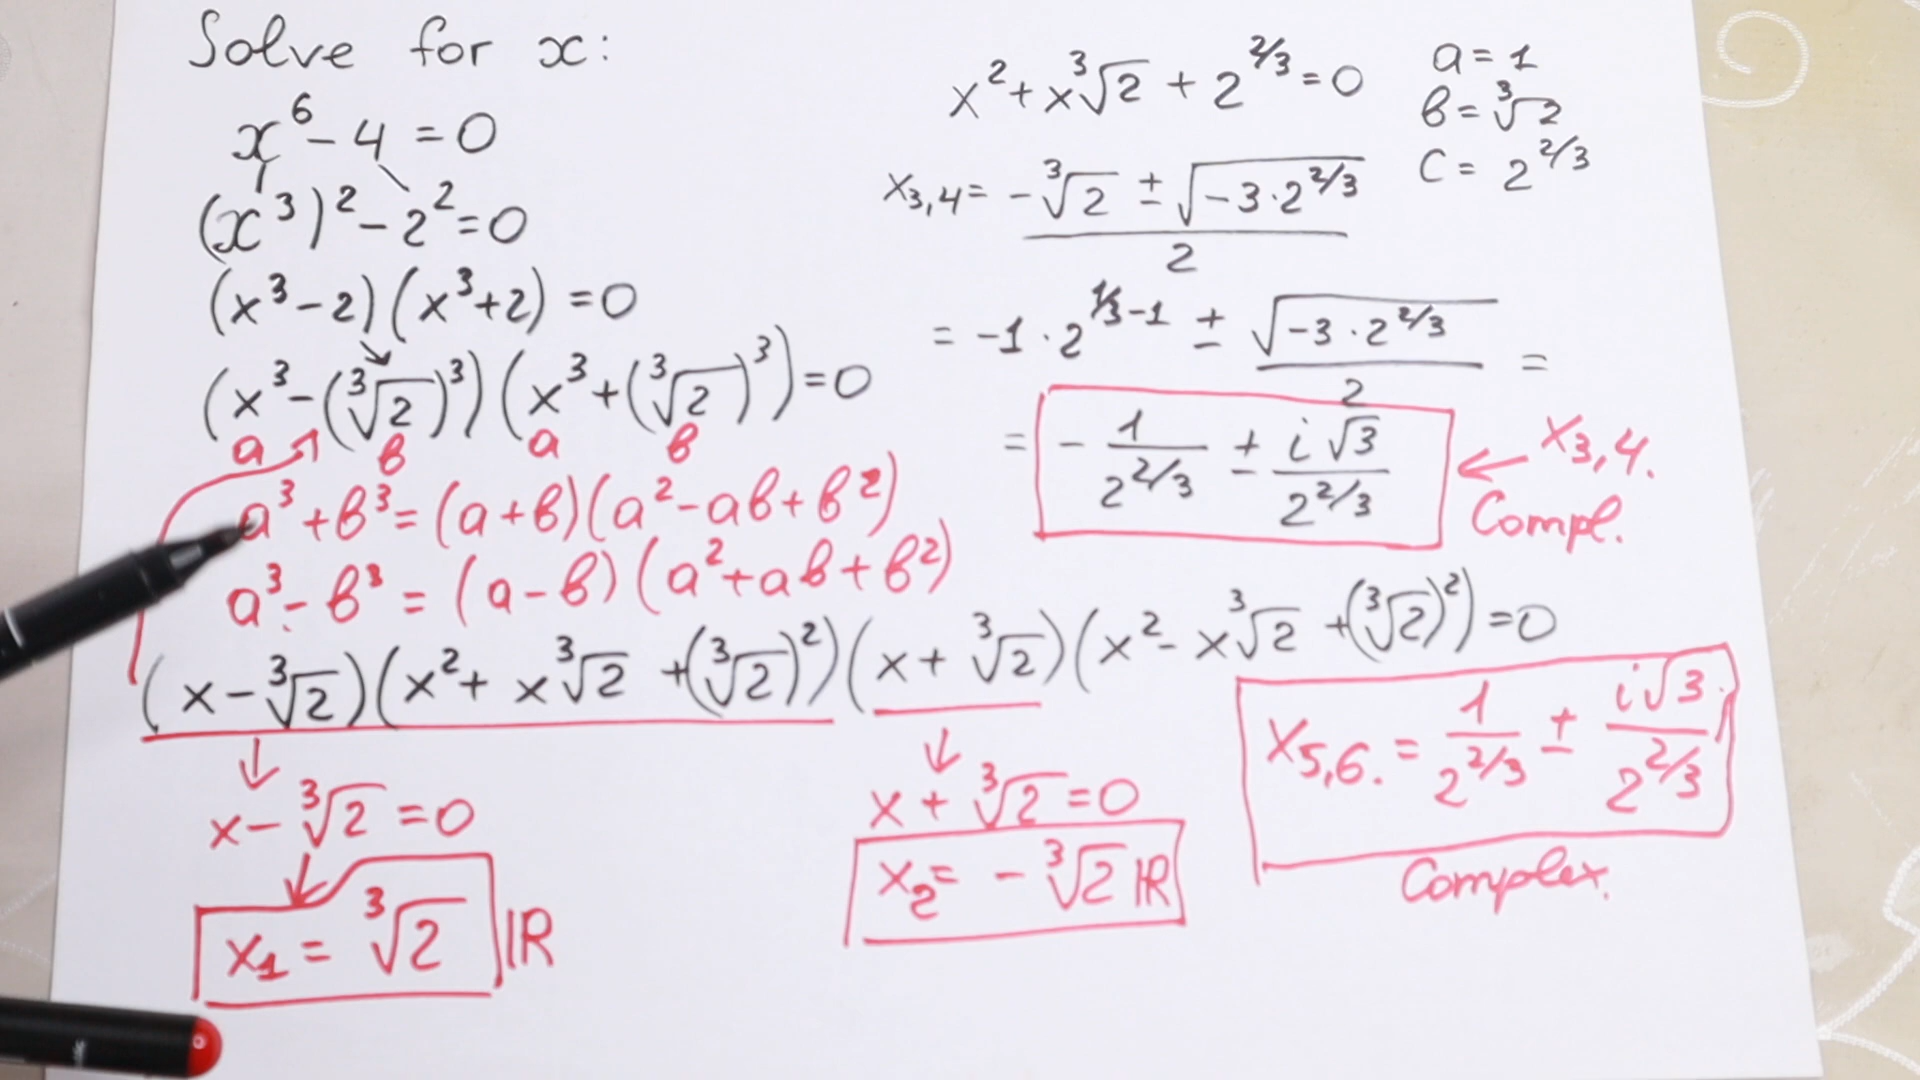 Solve for x:
x⁶ - 4 = 0
(x³)² - 2² = 0
(x³ - 2)(x³ + 2) = 0
(x³ - (∛2)³)(x³ + (∛2)³) = 0
a b a b
a³ + b³ = (a + b)(a² - ab + b²)
a³ - b³ = (a - b)(a² + ab + b²)
(x - ∛2)(x² + x∛2 + (∛2)²)(x + ∛2)(x² - x∛2 + (∛2)²) = 0
x - ∛2 = 0
x₁ = ∛2 IR
x + ∛2 = 0
x₂ = - ∛2 IR
x² + x∛2 + 2^(2/3) = 0
a = 1
b = ∛2
c = 2^(2/3)
x₃,₄ = (-∛2 ± √(-3·2^(2/3)))/2
= -1 · 2^(1/3-1) ± √(-3·2^(2/3))/2 =
= - 1/2^(2/3) ± i√3/2^(2/3)
x₃,₄.
Compl.
x₅,₆. = 1/2^(2/3) ± i√3/2^(2/3)
Complex.